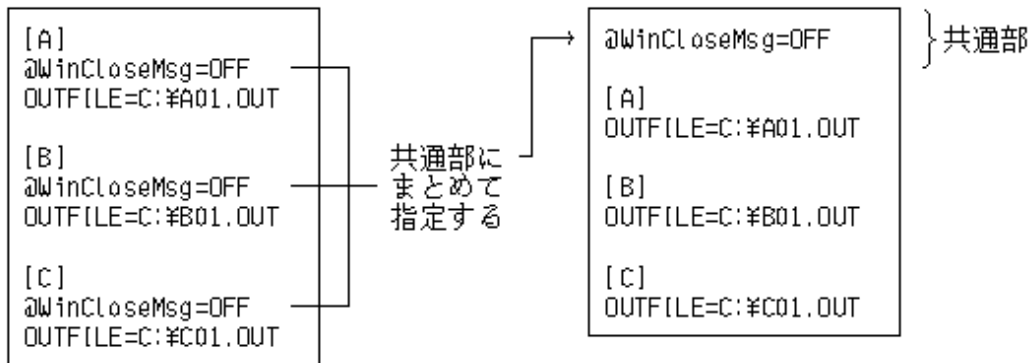 [A]
@WinCloseMsg=OFF
OUTFILE=C:¥A01.OUT
[B]
@WinCloseMsg=OFF
OUTFILE=C:¥B01.OUT
[C]
@WinCloseMsg=OFF
OUTFILE=C:¥C01.OUT
共通部に
まとめて
指定する
@WinCloseMsg=OFF
[A]
OUTFILE=C:¥A01.OUT
[B]
OUTFILE=C:¥B01.OUT
[C]
OUTFILE=C:¥C01.OUT
共通部